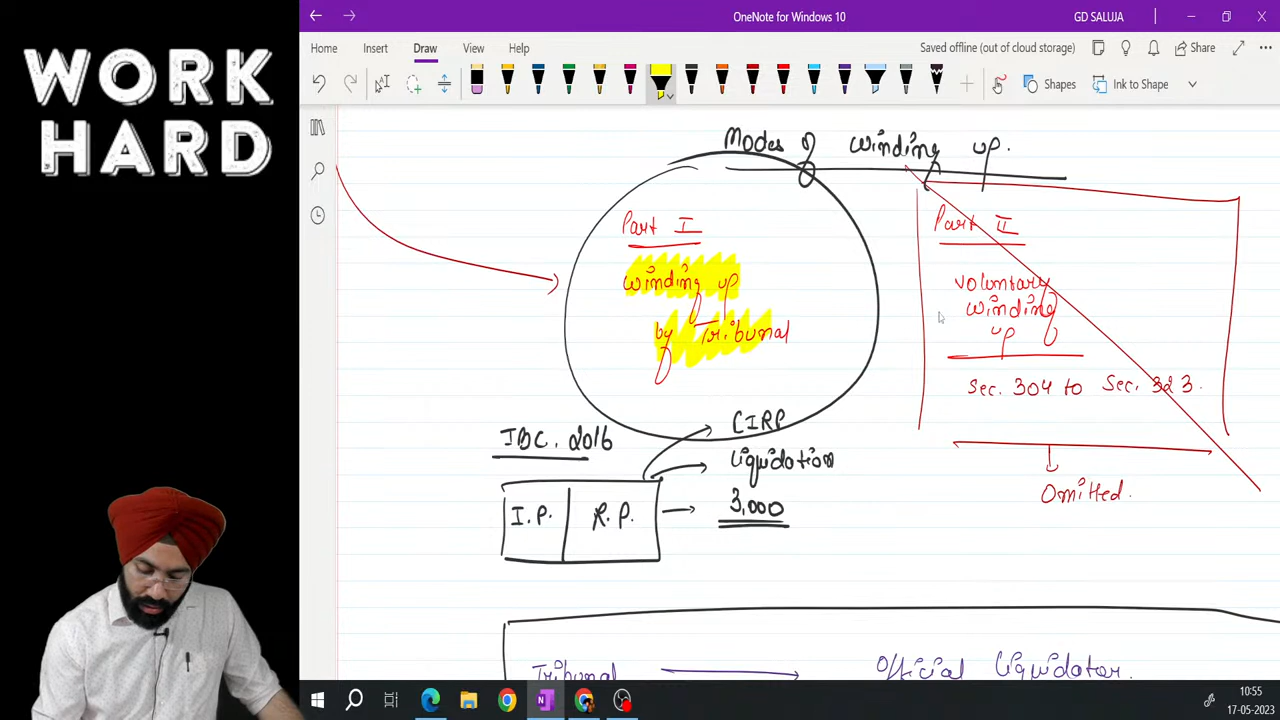 WORK
HARD
OneNote for Windows 10
GD SALUJA
Home Insert Draw View Help
Saved offline (out of cloud storage)
Share
Shapes
Ink to Shape
Modes of winding up.
Part I
winding up
by Tribunal
Part II
voluntary
winding
up
Sec. 304 to Sec. 323.
Omitted.
IBC. 2016
CIRP
liquidation
I.P. R.P.
3,000
Tribunal
Official liquidator.
10:55
17-05-2023